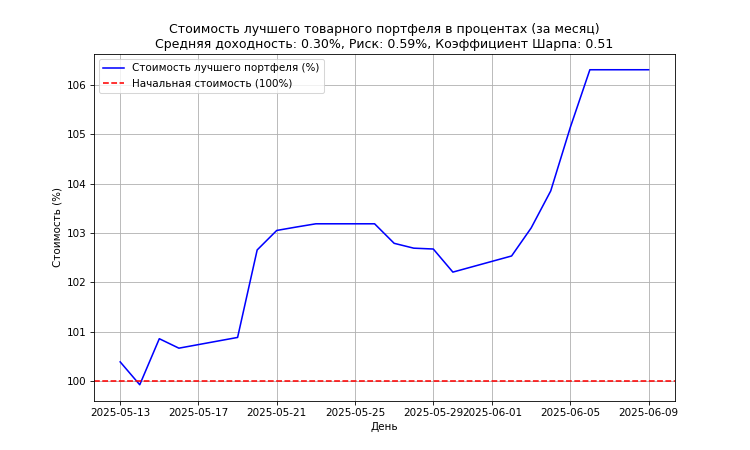 Стоимость лучшего товарного портфеля в процентах (за месяц)
Средняя доходность: 0.30%, Риск: 0.59%, Коэффициент Шарпа: 0.51
Стоимость лучшего портфеля (%)
Начальная стоимость (100%)
106
105
104
103
102
101
100
Стоимость (%)
2025-05-13 2025-05-17 2025-05-21 2025-05-25 2025-05-29 2025-06-01 2025-06-05 2025-06-09
День